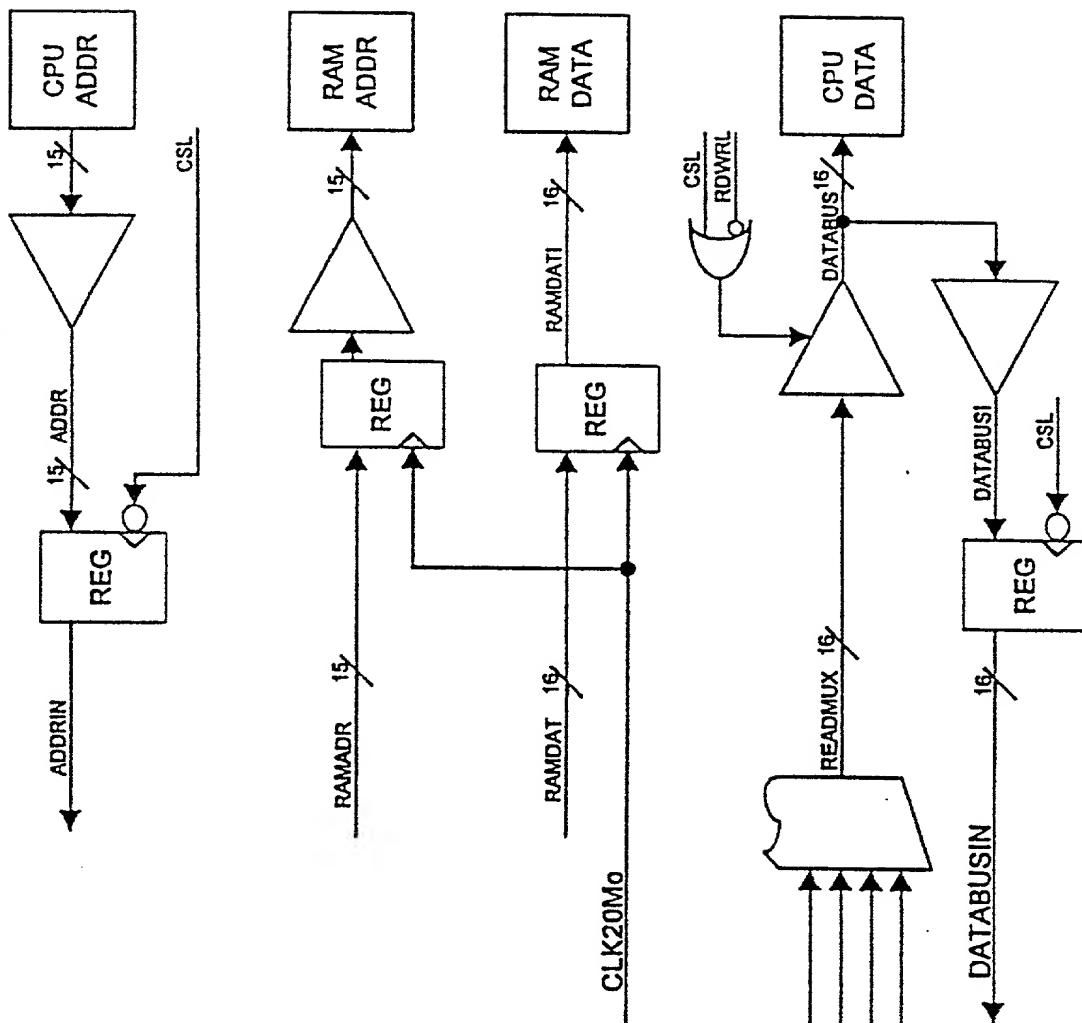 CPU
ADDR
15
CSL
15
ADDR
REG
ADDRIN
RAM
ADDR
15
REG
15
RAMADR
RAM
DATA
16
RAMDATI
REG
16
RAMDAT
CLK20Mo
CPU
DATA
16
DATABUS
CSL
RDWRL
16
READMUX
DATABUSI
CSL
REG
16
DATABUSIN